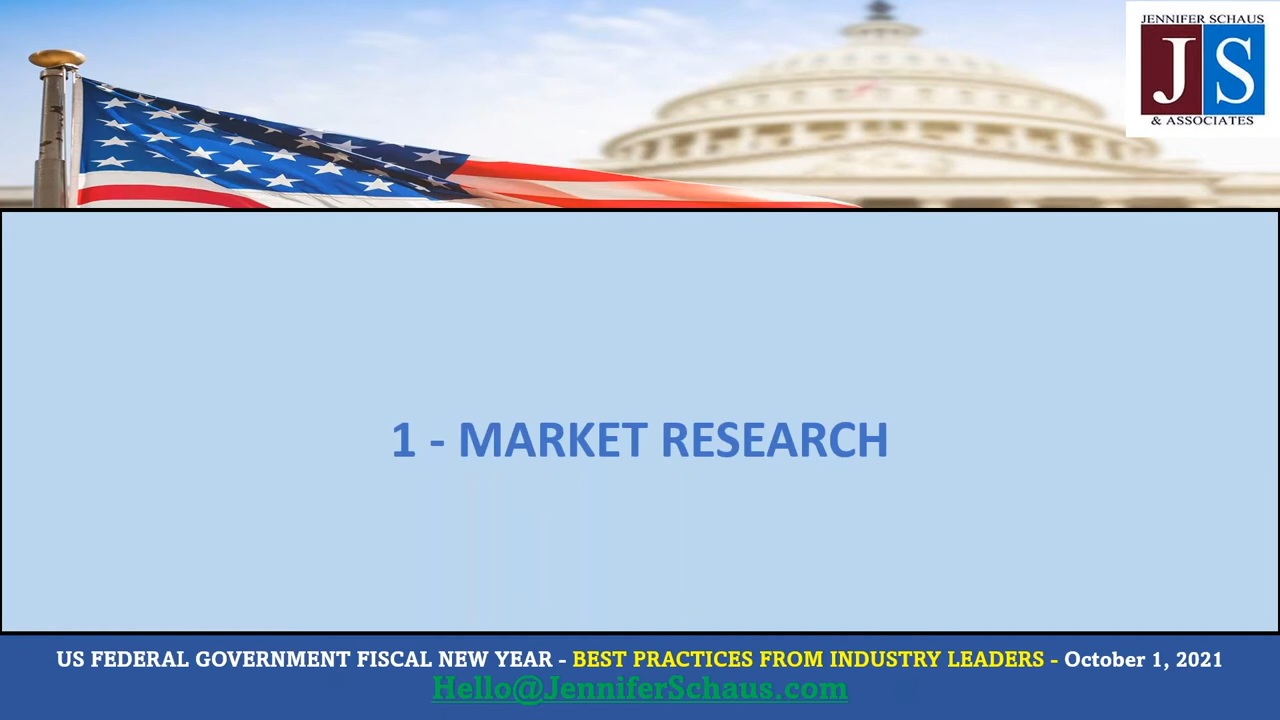 JENNIFER SCHAUS
JS
& ASSOCIATES
1 - MARKET RESEARCH
US FEDERAL GOVERNMENT FISCAL NEW YEAR - BEST PRACTICES FROM INDUSTRY LEADERS - October 1, 2021
Hello@JenniferSchaus.com